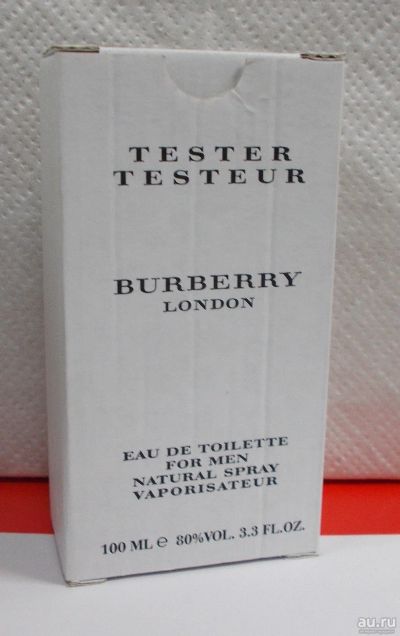 TESTER
TESTEUR
BURBERRY
LONDON
EAU DE TOILETTE
FOR MEN
NATURAL SPRAY
VAPORISATEUR
100 ML ℮ 80%VOL. 3.3 FL.OZ.
au.ru